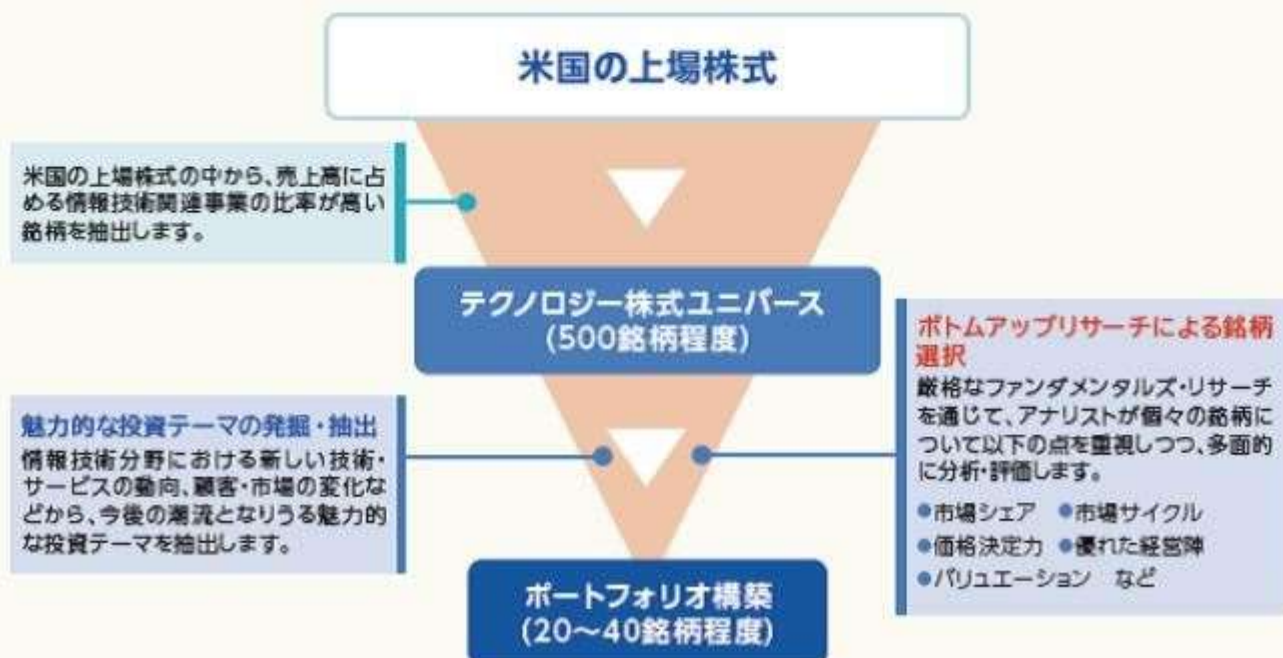 米国の上場株式
米国の上場株式の中から、売上高に占
める情報技術関連事業の比率が高い
銘柄を抽出します。
テクノロジー株式ユニバース
(500銘柄程度)
魅力的な投資テーマの発掘・抽出
情報技術分野における新しい技術・
サービスの動向、顧客・市場の変化な
どから、今後の潮流となりうる魅力的
な投資テーマを抽出します。
ボトムアップリサーチによる銘柄
選択
厳格なファンダメンタルズ・リサーチ
を通じて、アナリストが個々の銘柄に
ついて以下の点を重視しつつ、多面的
に分析・評価します。
●市場シェア ●市場サイクル
●価格決定力 ●優れた経営陣
●バリュエーション など
ポートフォリオ構築
(20～40銘柄程度)